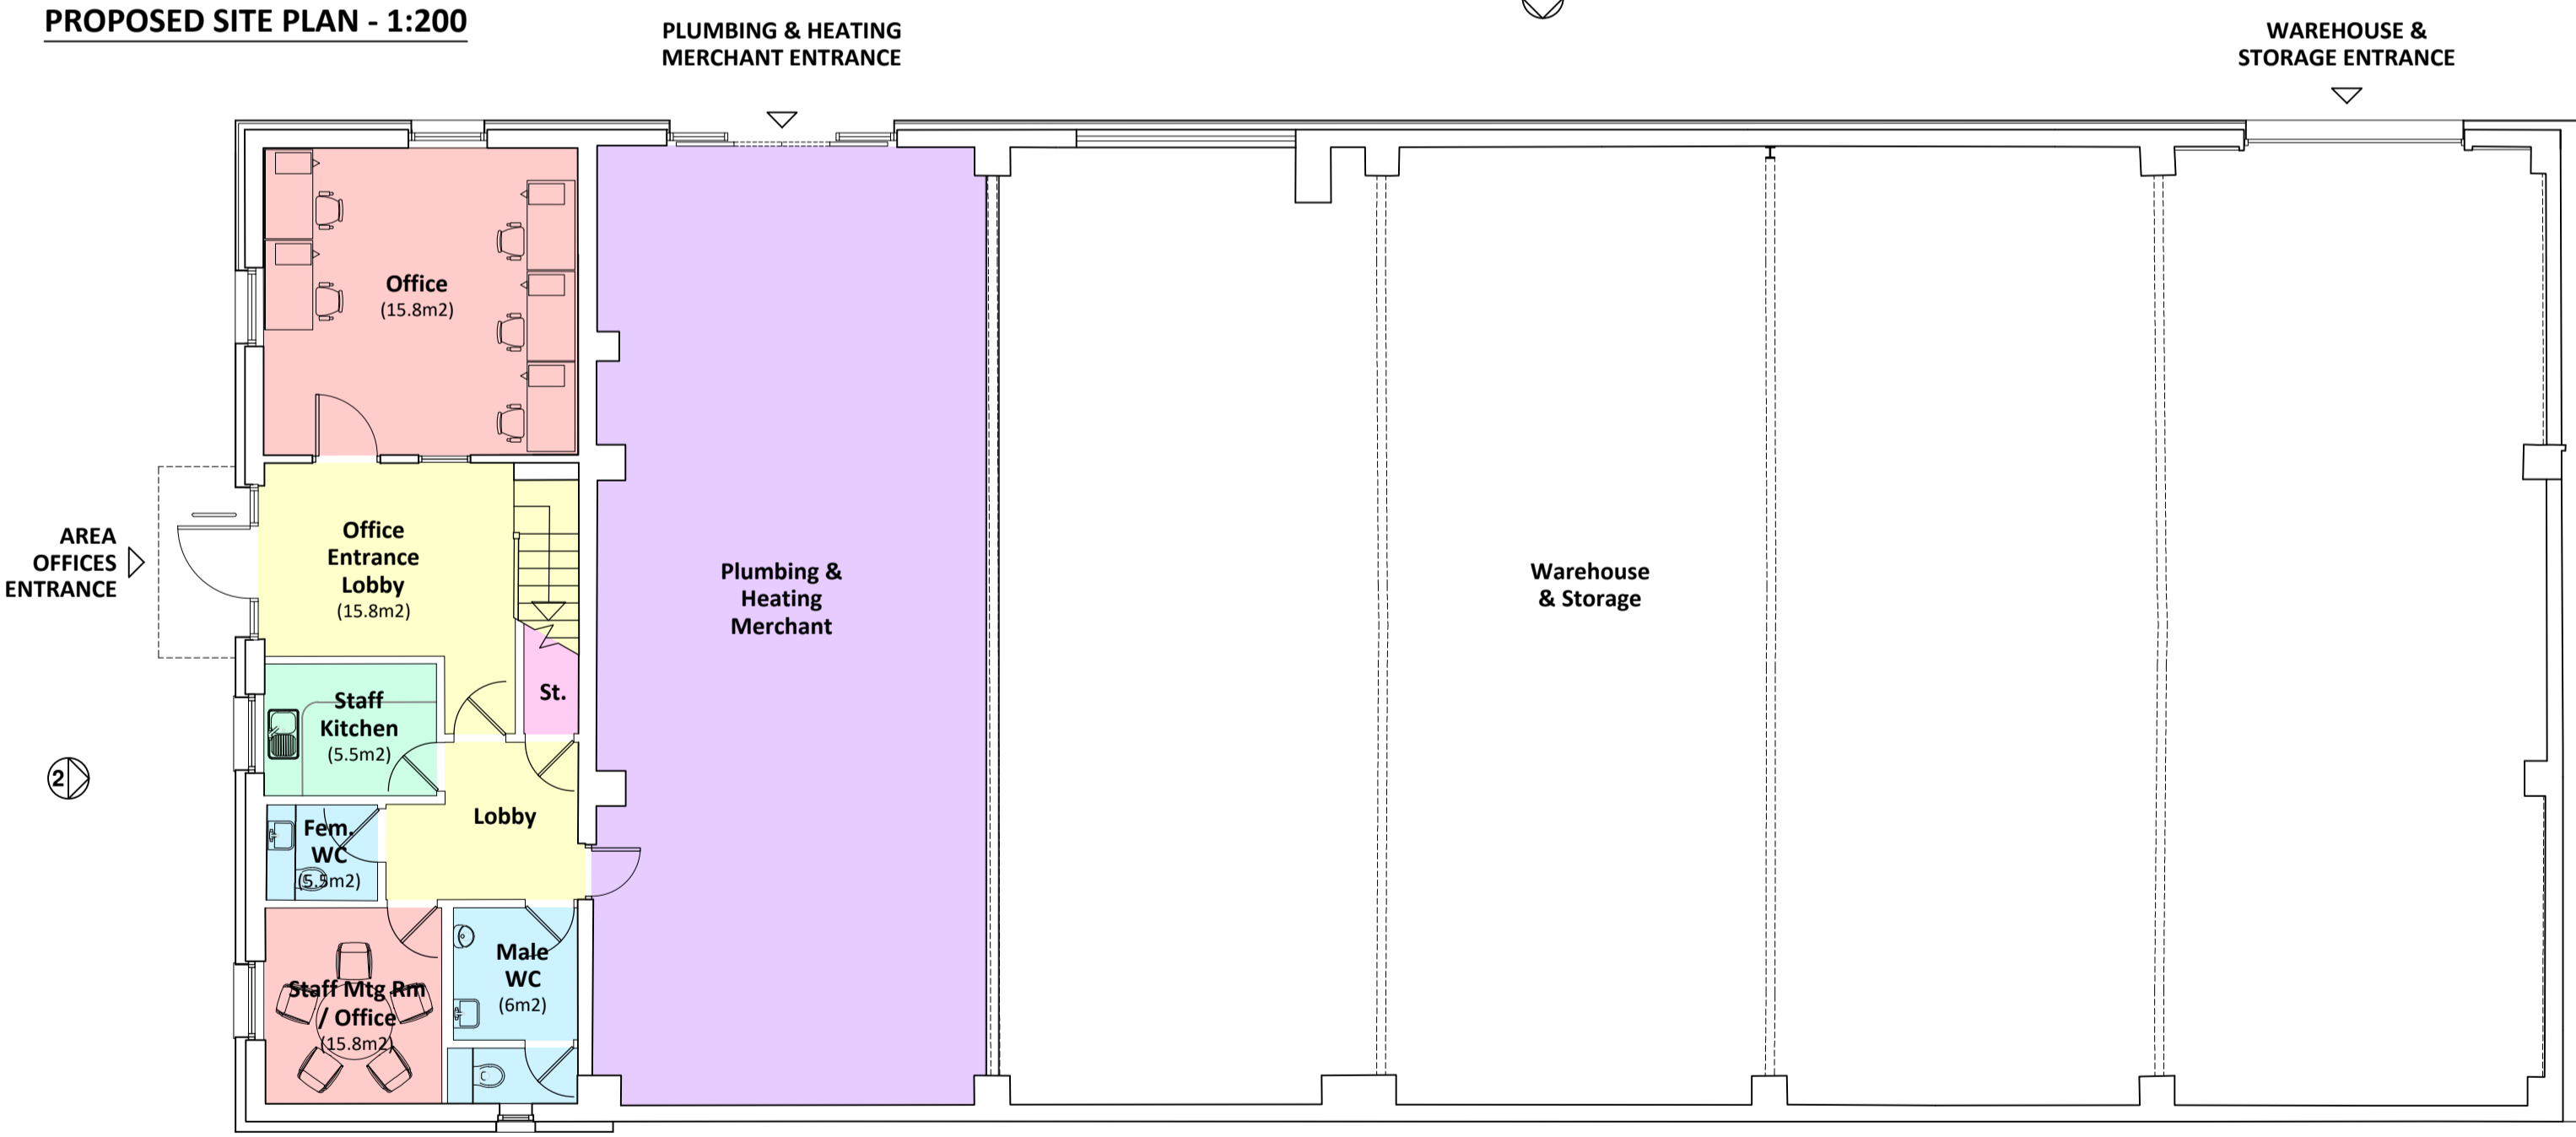 PROPOSED SITE PLAN - 1:200
PLUMBING & HEATING
MERCHANT ENTRANCE
WAREHOUSE &
STORAGE ENTRANCE
Office
(15.8m2)
AREA
OFFICES
ENTRANCE
Office
Entrance
Lobby
(15.8m2)
Plumbing &
Heating
Merchant
Warehouse
& Storage
St.
Staff
Kitchen
(5.5m2)
2
Lobby
Fem.
WC
(5.5m2)
Male
WC
(6m2)
Staff Mtg Rm
/ Office
(15.8m2)